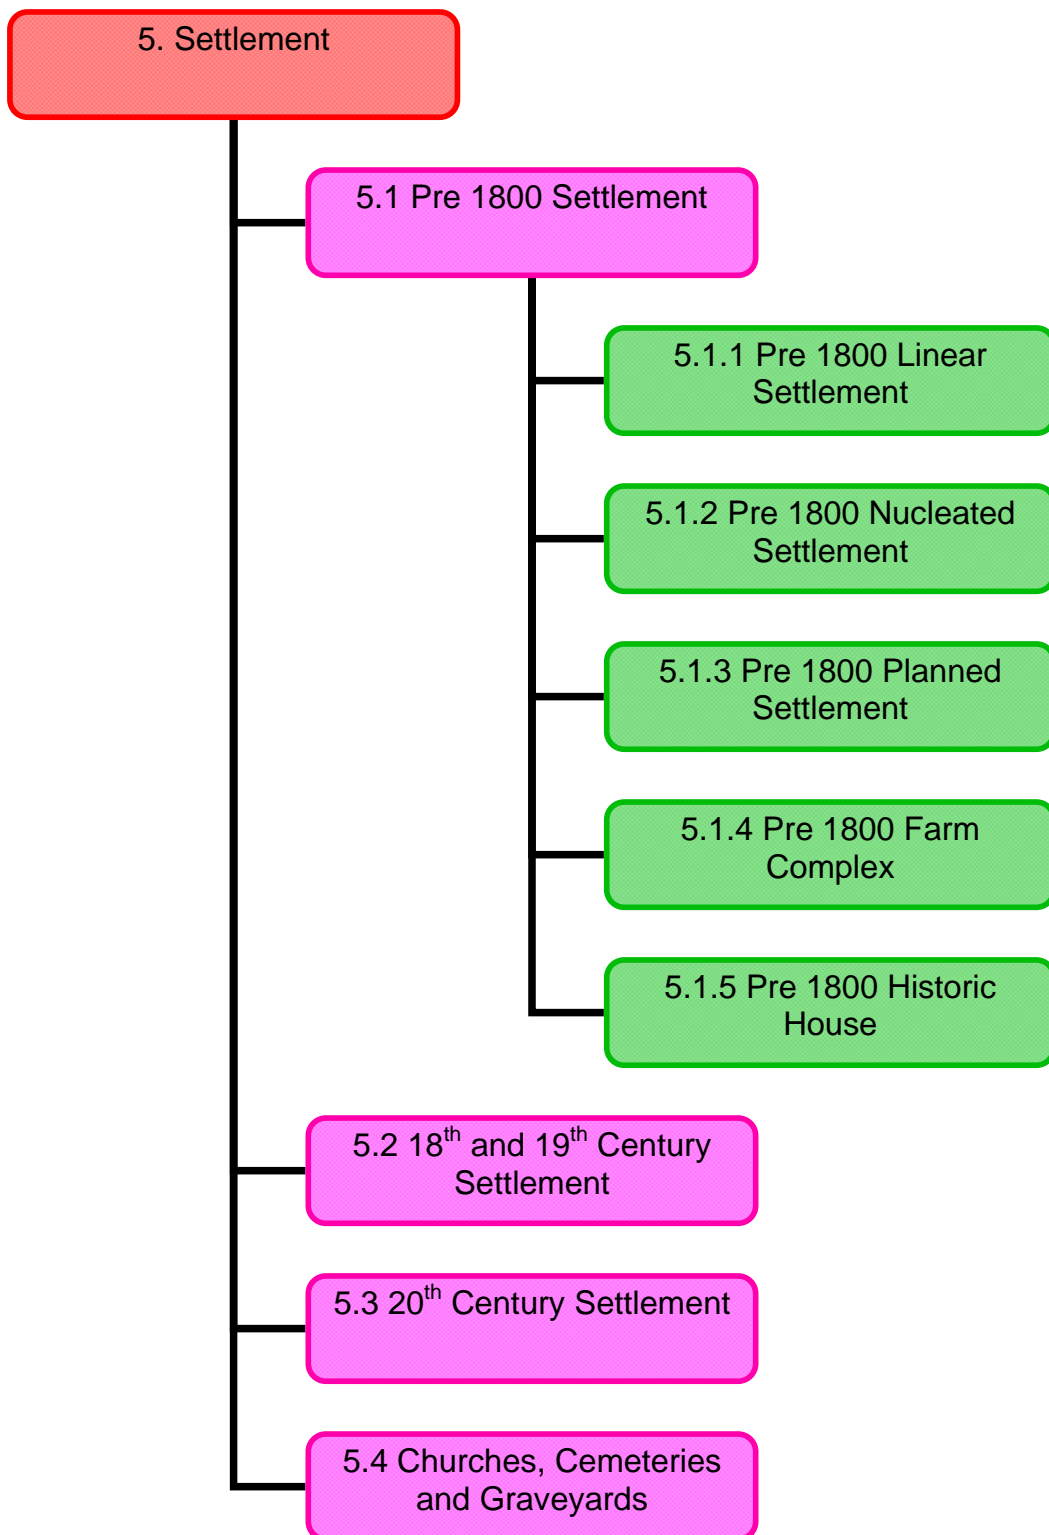 5. Settlement
5.1 Pre 1800 Settlement
5.1.1 Pre 1800 Linear
Settlement
5.1.2 Pre 1800 Nucleated
Settlement
5.1.3 Pre 1800 Planned
Settlement
5.1.4 Pre 1800 Farm
Complex
5.1.5 Pre 1800 Historic
House
5.2 18th and 19th Century
Settlement
5.3 20th Century Settlement
5.4 Churches, Cemeteries
and Graveyards